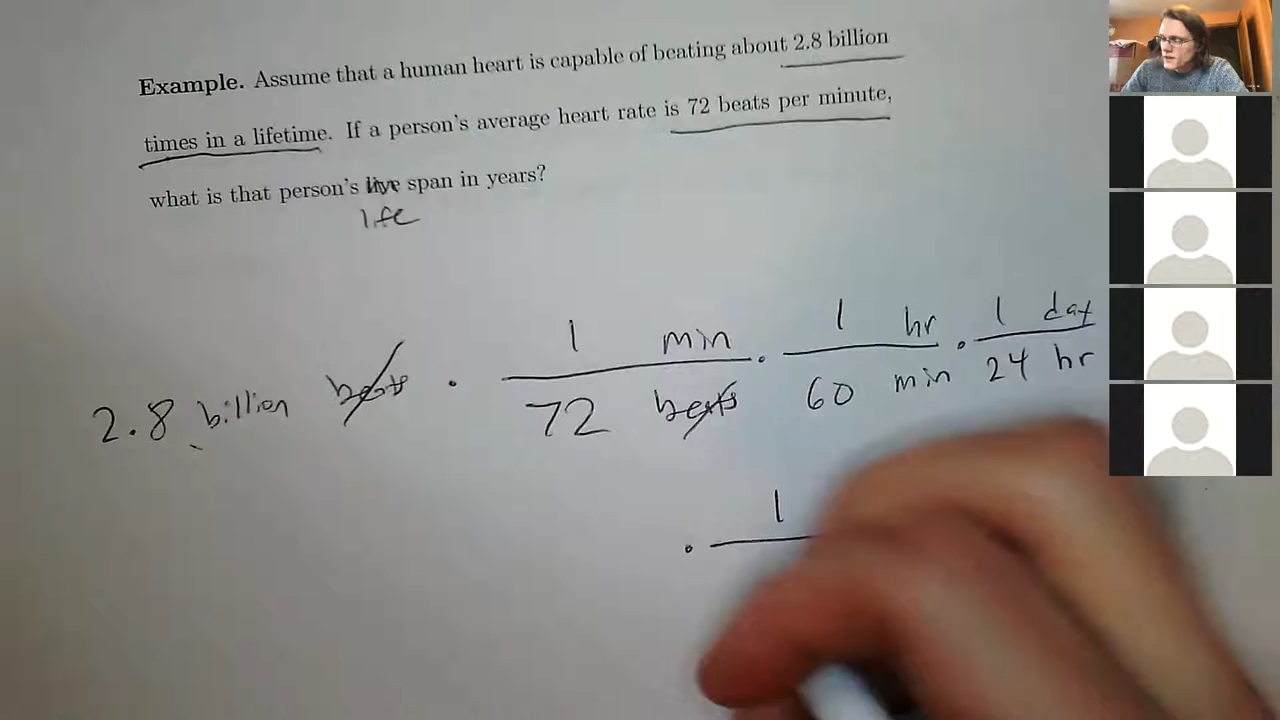 Example. Assume that a human heart is capable of beating about 2.8 billion
times in a lifetime. If a person's average heart rate is 72 beats per minute,
what is that person's live span in years?
life
2.8 billion beats · 1 min / 72 beats · 1 hr / 60 min · 1 day / 24 hr
· 1